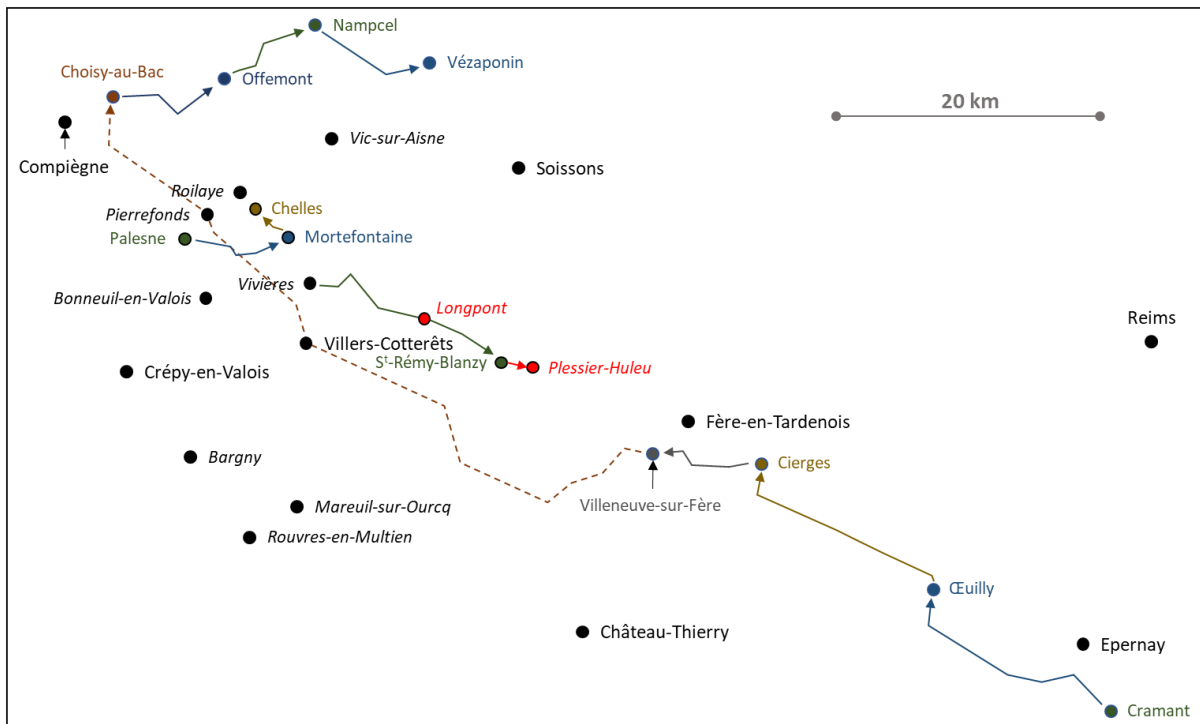 Nampcel
Choisy-au-Bac
Vézaponin
Offemont
20 km
Vic-sur-Aisne
Compiègne
Soissons
Roilaye
Chelles
Pierrefonds
Palesne
Mortefontaine
Vivières
Bonneuil-en-Valois
Longpont
Reims
Villers-Cotterêts
Sᵗ-Rémy-Blanzy
Plessier-Huleu
Crépy-en-Valois
Fère-en-Tardenois
Bargny
Cierges
Mareuil-sur-Ourcq
Villeneuve-sur-Fère
Rouvres-en-Multien
Œuilly
Château-Thierry
Epernay
Cramant